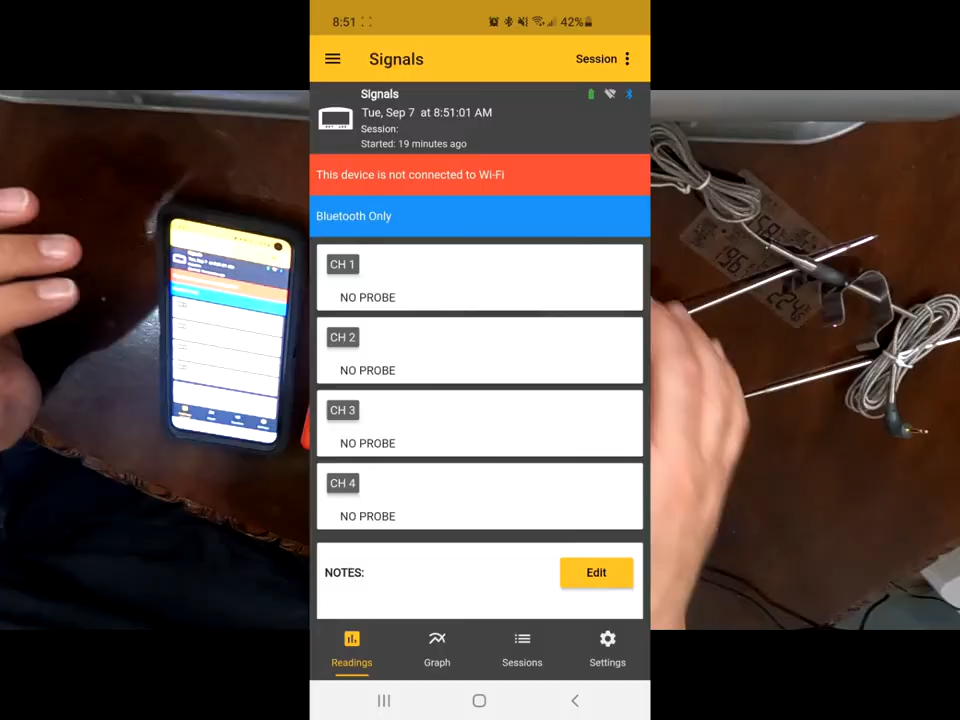 8:51
42%
Signals
Session
Signals
Tue, Sep 7 at 8:51:01 AM
Session:
Started: 19 minutes ago
This device is not connected to Wi-Fi
Bluetooth Only
CH 1
NO PROBE
CH 2
NO PROBE
CH 3
NO PROBE
CH 4
NO PROBE
NOTES:
Edit
Readings
Graph
Sessions
Settings